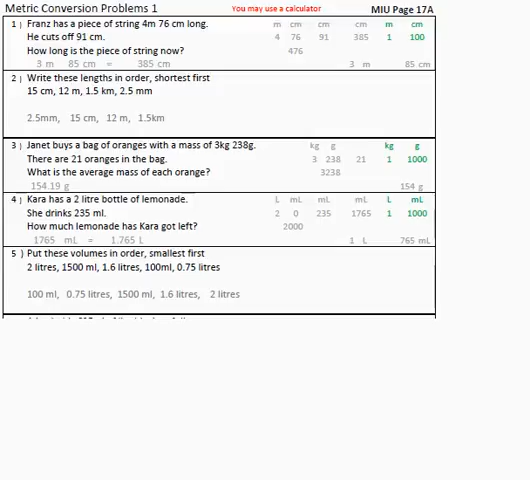 Metric Conversion Problems 1 You may use a calculator MIU Page 17A
1 ) Franz has a piece of string 4m 76 cm long. m cm cm cm m cm
He cuts off 91 cm. 4 76 91 385 1 100
How long is the piece of string now? 476
3 m 85 cm = 385 cm 3 m 85 cm
2 ) Write these lengths in order, shortest first
15 cm, 12 m, 1.5 km, 2.5 mm
2.5mm, 15 cm, 12 m, 1.5km
3 ) Janet buys a bag of oranges with a mass of 3kg 238g. kg g kg g
There are 21 oranges in the bag. 3 238 21 1 1000
What is the average mass of each orange? 3238
154.19 g 154 g
4 ) Kara has a 2 litre bottle of lemonade. L mL mL mL L mL
She drinks 235 ml. 2 0 235 1765 1 1000
How much lemonade has Kara got left? 2000
1765 mL = 1.765 L 1 L 765 mL
5 ) Put these volumes in order, smallest first
2 litres, 1500 ml, 1.6 litres, 100ml, 0.75 litres
100 ml, 0.75 litres, 1500 ml, 1.6 litres, 2 litres